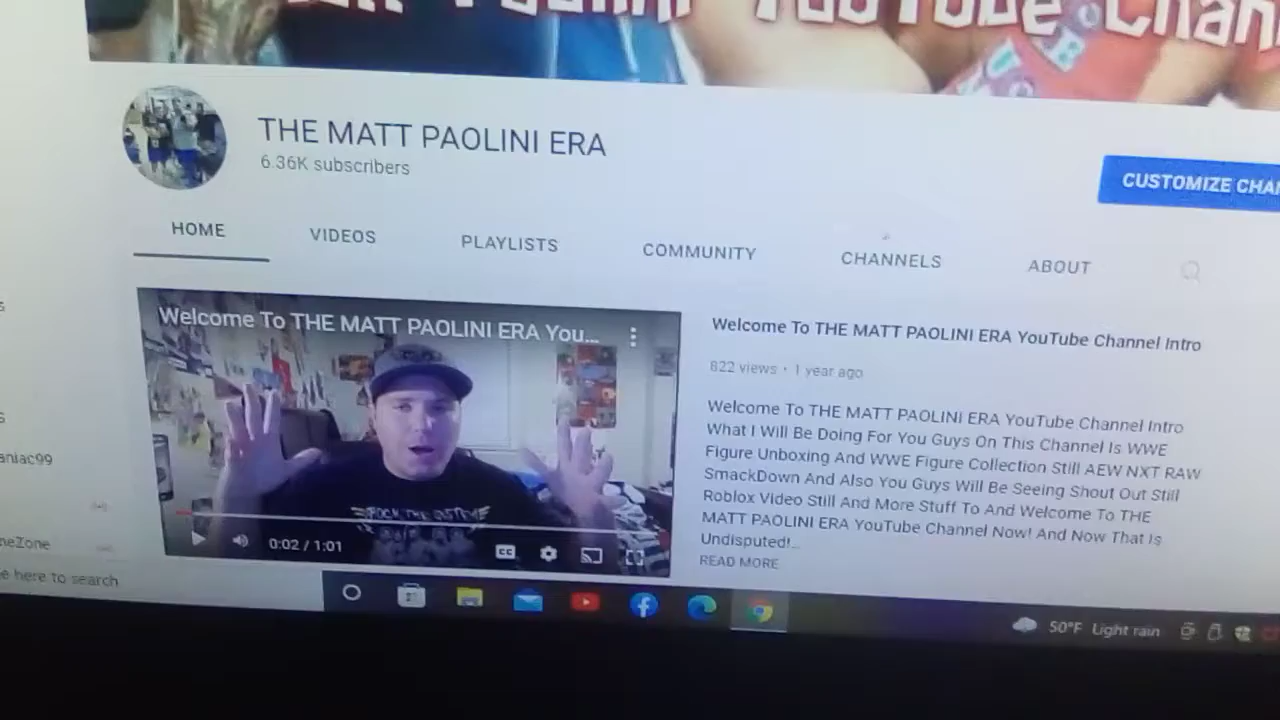 Paolini YouTube Chan
THE MATT PAOLINI ERA
6.36K subscribers
CUSTOMIZE CHA
HOME
VIDEOS
PLAYLISTS
COMMUNITY
CHANNELS
ABOUT
Welcome To THE MATT PAOLINI ERA You...
0:02 / 1:01
CC
Welcome To THE MATT PAOLINI ERA YouTube Channel Intro
822 views • 1 year ago
Welcome To THE MATT PAOLINI ERA YouTube Channel Intro
What I Will Be Doing For You Guys On This Channel Is WWE
Figure Unboxing And WWE Figure Collection Still AEW NXT RAW
SmackDown And Also You Guys Will Be Seeing Shout Out Still
Roblox Video Still And More Stuff To And Welcome To THE
MATT PAOLINI ERA YouTube Channel Now! And Now That Is
Undisputed!...
READ MORE
aniac99
neZone
e here to search
50°F Light rain